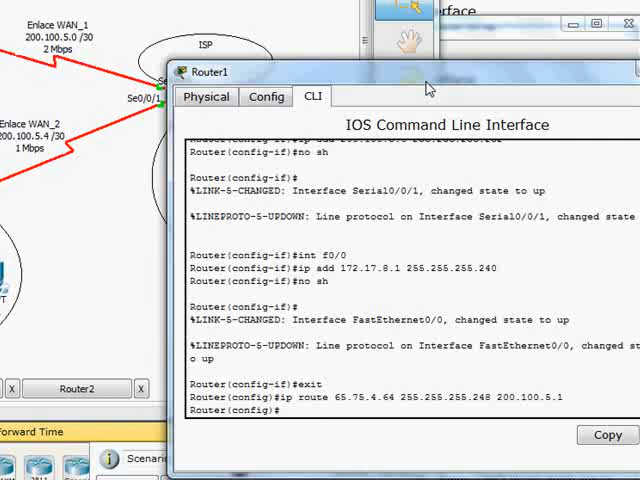 erface
Enlace WAN_1
200.100.5.0 /30
2 Mbps
ISP
Se
Se0/0/1
Enlace WAN_2
200.100.5.4 /30
1 Mbps
PT
Router1
Physical
Config
CLI
IOS Command Line Interface
Router(config-if)#no sh
Router(config-if)#
%LINK-5-CHANGED: Interface Serial0/0/1, changed state to up
%LINEPROTO-5-UPDOWN: Line protocol on Interface Serial0/0/1, changed state
Router(config-if)#int f0/0
Router(config-if)#ip add 172.17.8.1 255.255.255.240
Router(config-if)#no sh
Router(config-if)#
%LINK-5-CHANGED: Interface FastEthernet0/0, changed state to up
%LINEPROTO-5-UPDOWN: Line protocol on Interface FastEthernet0/0, changed st
o up
Router(config-if)#exit
Router(config)#ip route 65.75.4.64 255.255.255.248 200.100.5.1
Router(config)#
Copy
X
Router2
X
orward Time
2811
Scenario